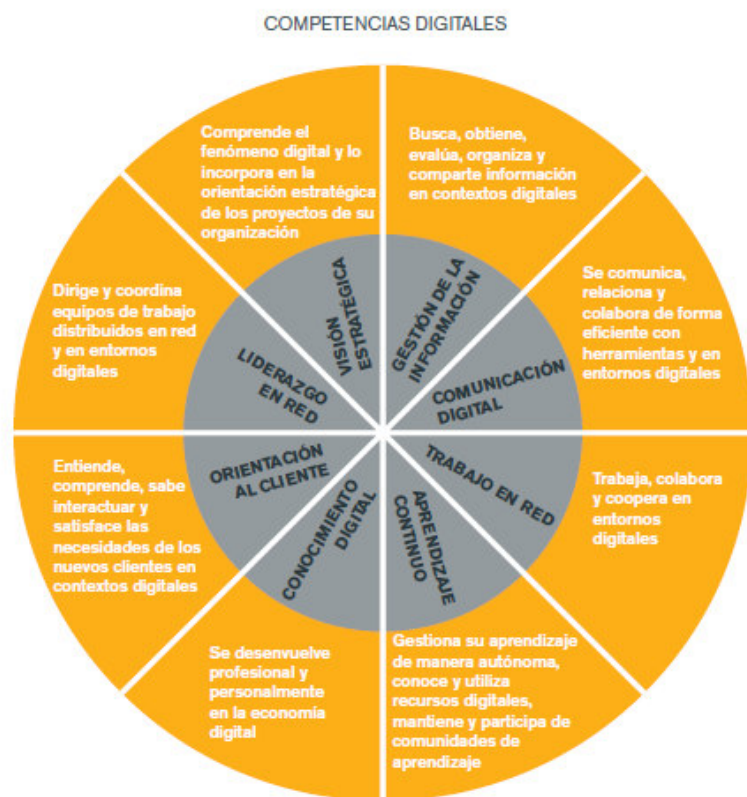 COMPETENCIAS DIGITALES
Comprende el
fenómeno digital y lo
incorpora en la
orientación estratégica
de los proyectos de su
organización
VISIÓN
ESTRATÉGICA
Busca, obtiene,
evalúa, organiza y
comparte información
en contextos digitales
GESTIÓN DE LA
INFORMACIÓN
Se comunica,
relaciona y
colabora de forma
eficiente con
herramientas y en
entornos digitales
COMUNICACIÓN
DIGITAL
Trabaja, colabora
y coopera en
entornos
digitales
TRABAJO EN RED
Gestiona su aprendizaje
de manera autónoma,
conoce y utiliza
recursos digitales,
mantiene y participa de
comunidades de
aprendizaje
APRENDIZAJE
CONTINUO
Se desenvuelve
profesional y
personalmente
en la economía
digital
CONOCIMIENTO
DIGITAL
Entiende,
comprende, sabe
interactuar y
satisface las
necesidades de los
nuevos clientes en
contextos digitales
ORIENTACIÓN
AL CLIENTE
Dirige y coordina
equipos de trabajo
distribuidos en red
y en entornos
digitales
LIDERAZGO
EN RED